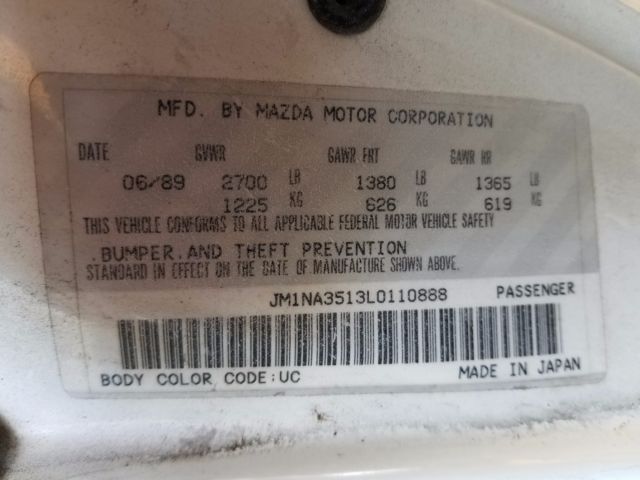 MFD. BY MAZDA MOTOR CORPORATION
DATE GVWR GAWR FRT GAWR RR
06/89 2700 LB 1380 LB 1365 LB
1225 KG 626 KG 619 KG
THIS VEHICLE CONFORMS TO ALL APPLICABLE FEDERAL MOTOR VEHICLE SAFETY
.BUMPER.AND THEFT PREVENTION
STANDARD IN EFFECT ON THE DATE OF MANUFACTURE SHOWN ABOVE.
JM1NA3513L0110888 PASSENGER
BODY COLOR CODE:UC MADE IN JAPAN